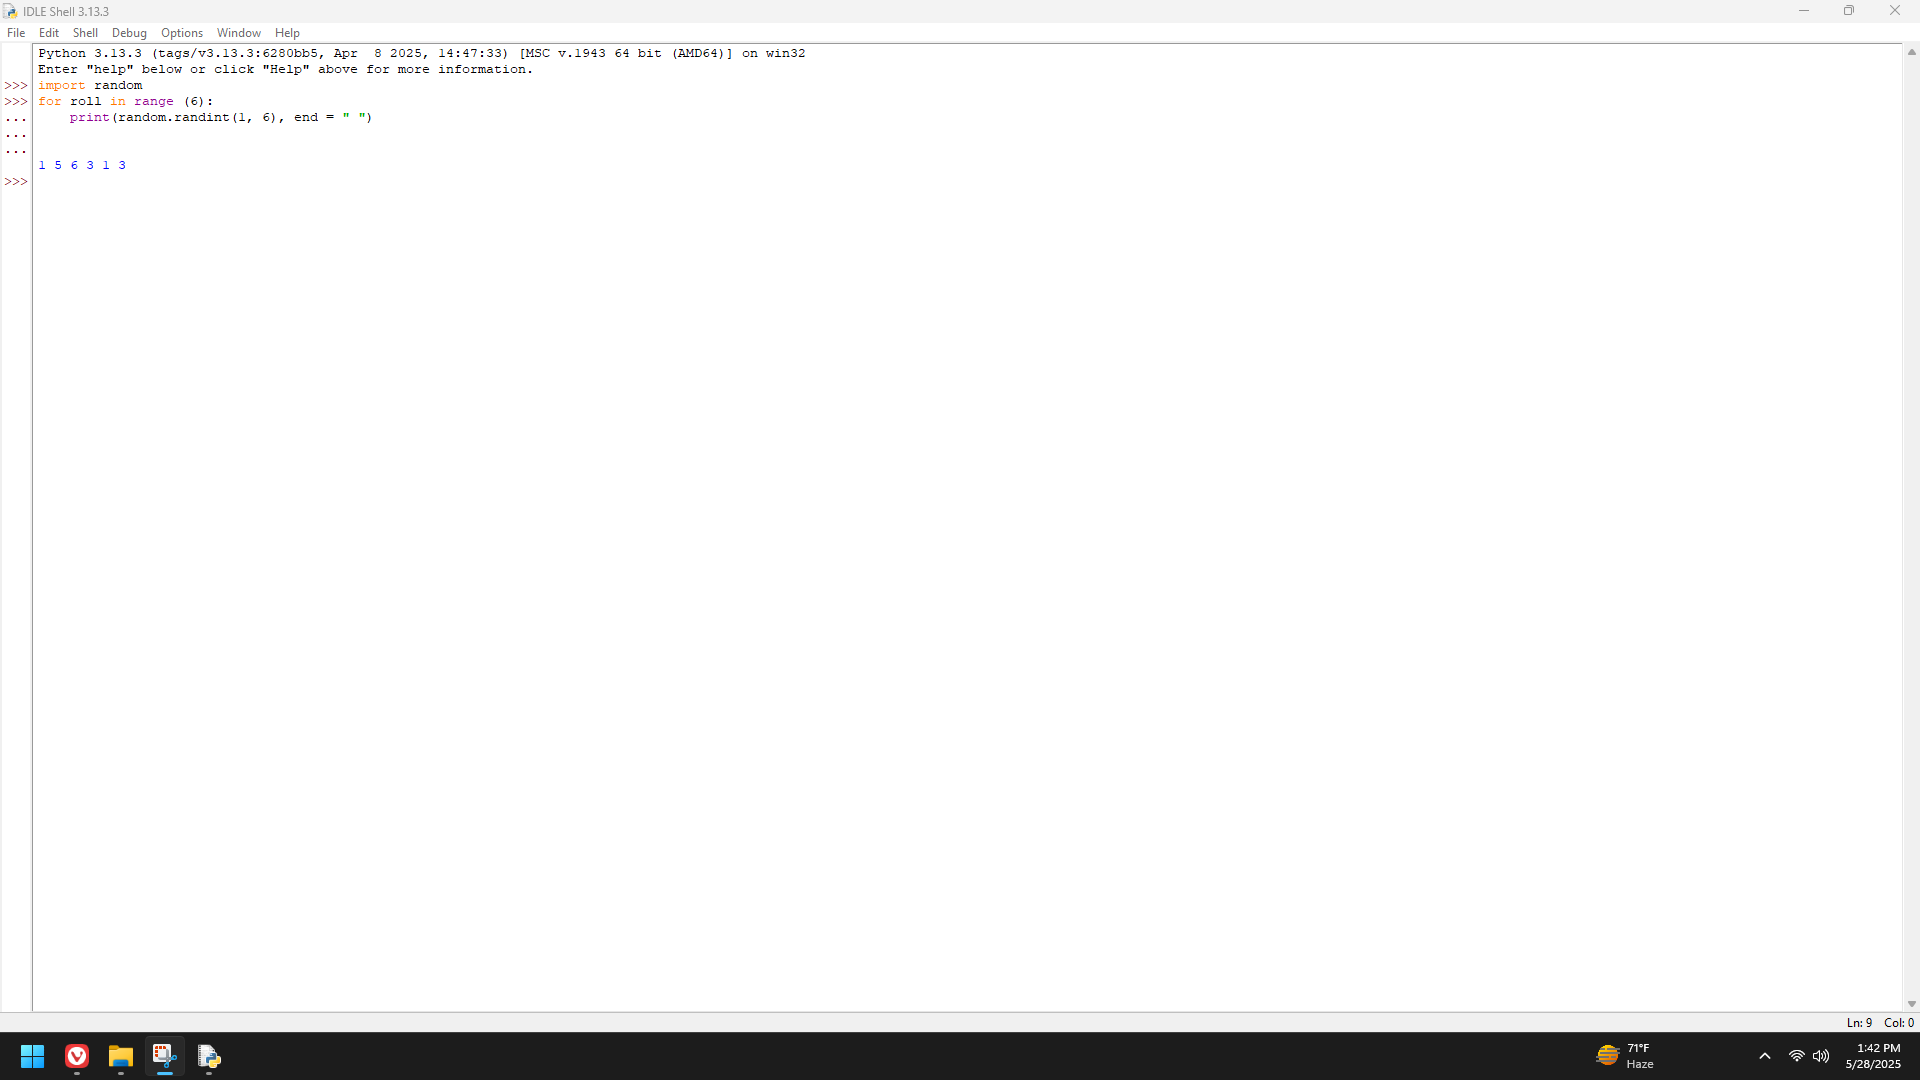 IDLE Shell 3.13.3
File Edit Shell Debug Options Window Help
Python 3.13.3 (tags/v3.13.3:6280bb5, Apr  8 2025, 14:47:33) [MSC v.1943 64 bit (AMD64)] on win32
Enter "help" below or click "Help" above for more information.
>>> import random
>>> for roll in range (6):
...     print(random.randint(1, 6), end = " ")
...
...
1 5 6 3 1 3
>>>
Ln: 9 Col: 0
71°F
Haze
1:42 PM
5/28/2025